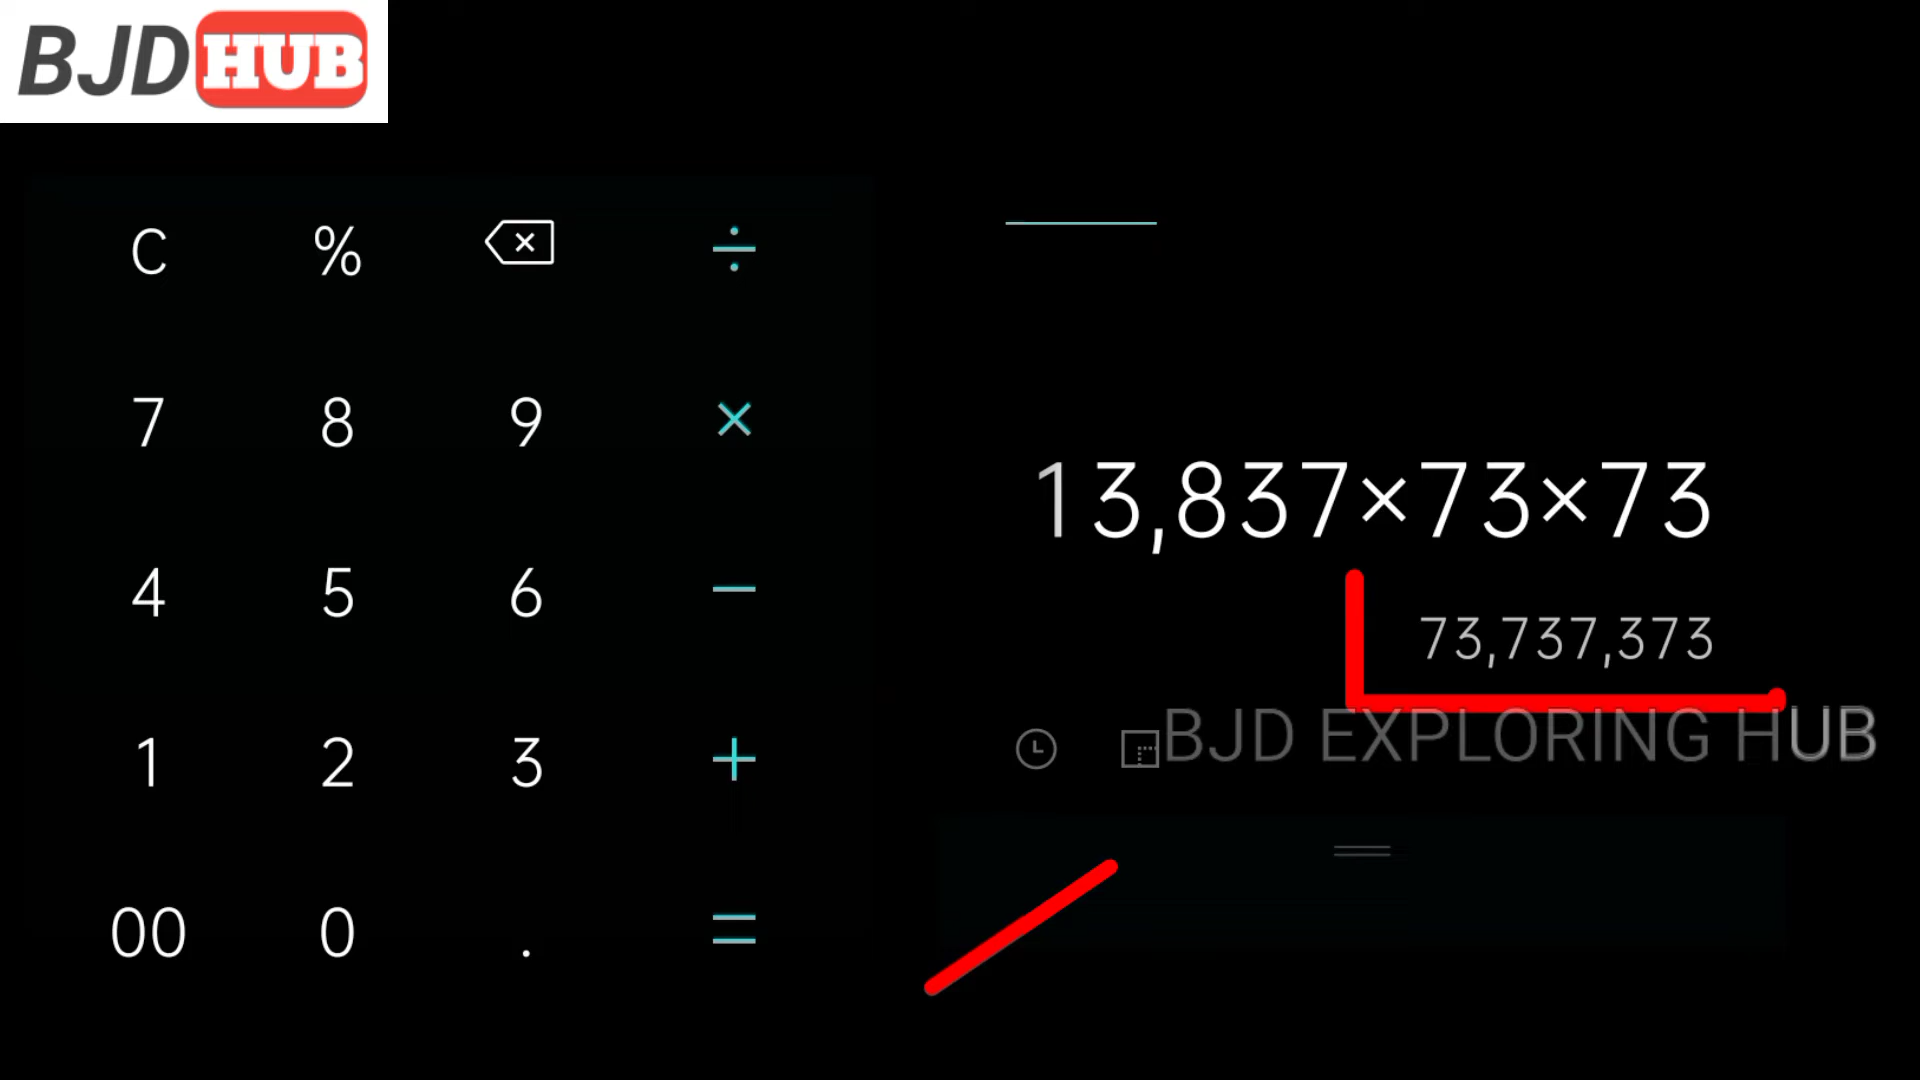 BJD HUB
C % ÷
7 8 9 ×
4 5 6 −
1 2 3 +
00 0 . =
13,837×73×73
73,737,373
BJD EXPLORING HUB